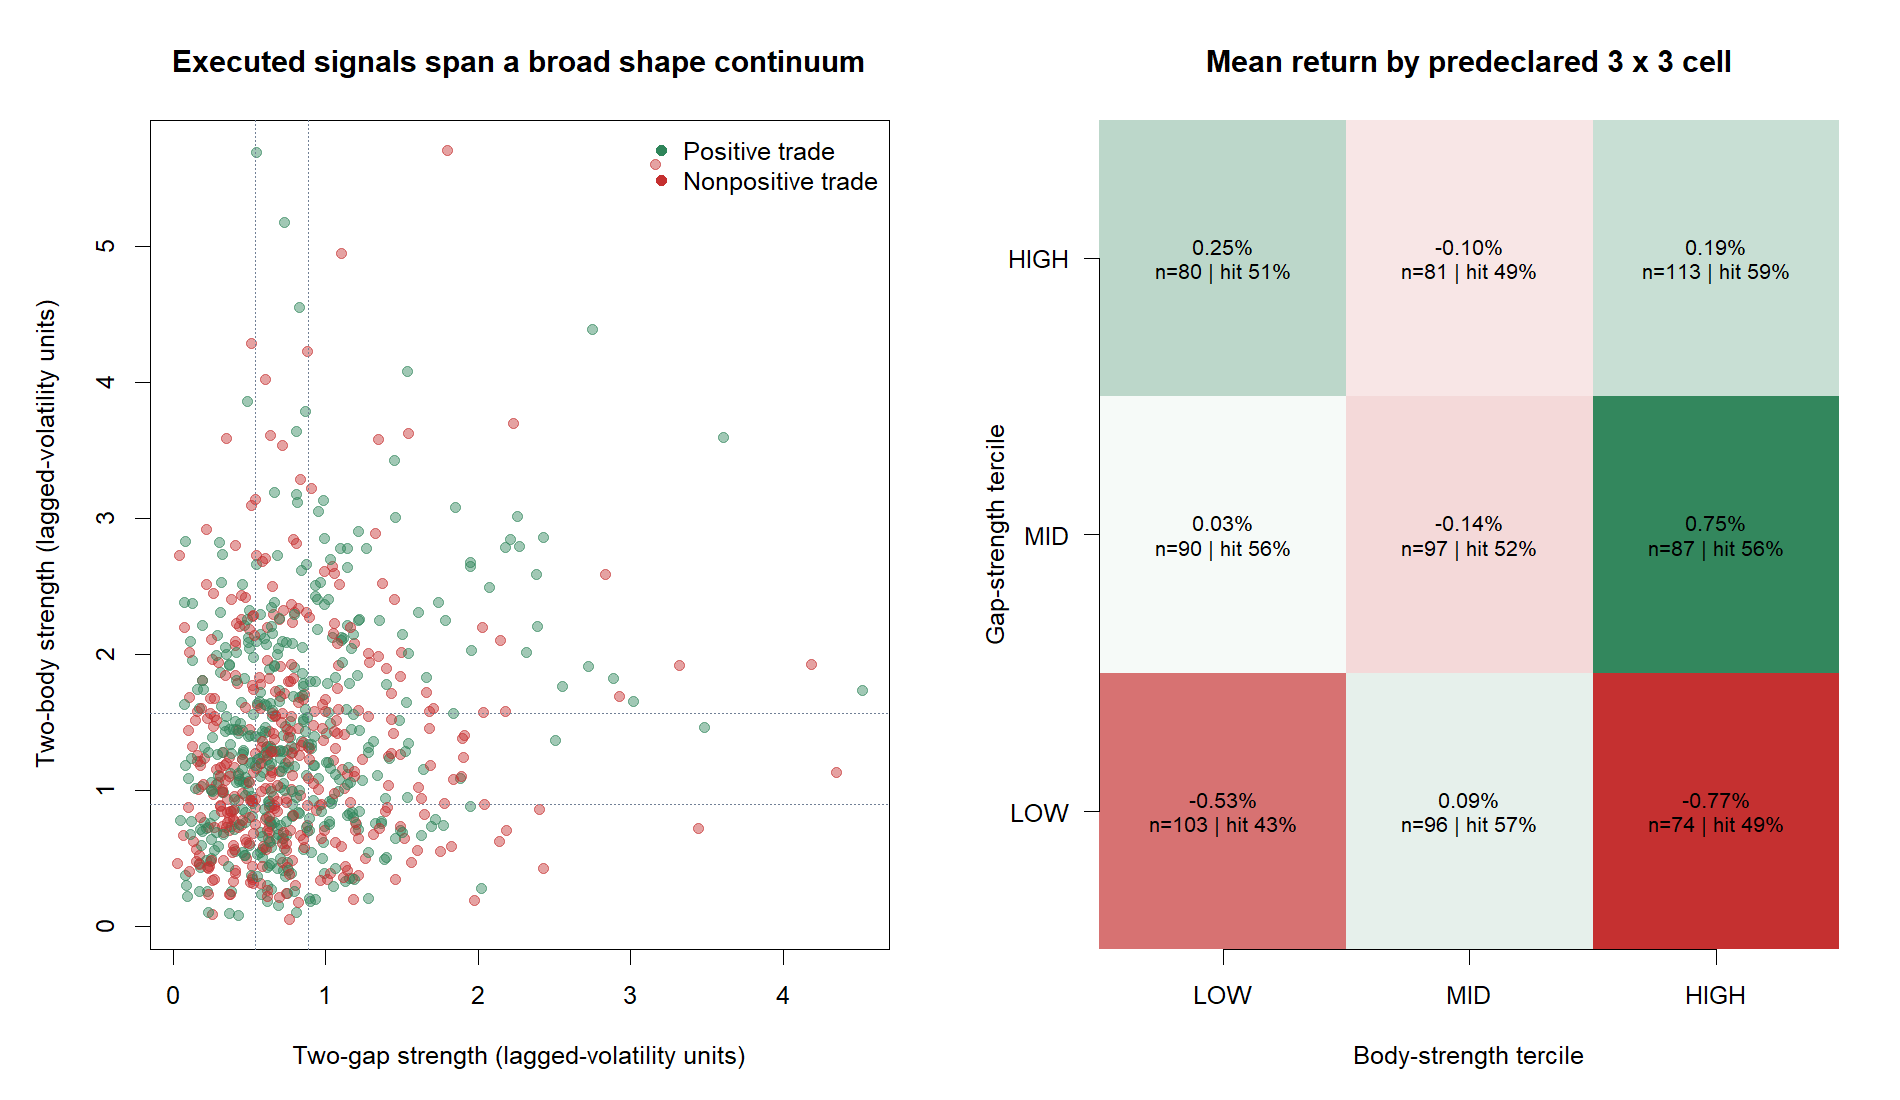 Executed signals span a broad shape continuum
Positive trade
Nonpositive trade
Two-body strength (lagged-volatility units)
5
4
3
2
1
0
0 1 2 3 4
Two-gap strength (lagged-volatility units)
Mean return by predeclared 3 x 3 cell
Gap-strength tercile
HIGH
0.25%
n=80 | hit 51%
-0.10%
n=81 | hit 49%
0.19%
n=113 | hit 59%
MID
0.03%
n=90 | hit 56%
-0.14%
n=97 | hit 52%
0.75%
n=87 | hit 56%
LOW
-0.53%
n=103 | hit 43%
0.09%
n=96 | hit 57%
-0.77%
n=74 | hit 49%
LOW MID HIGH
Body-strength tercile